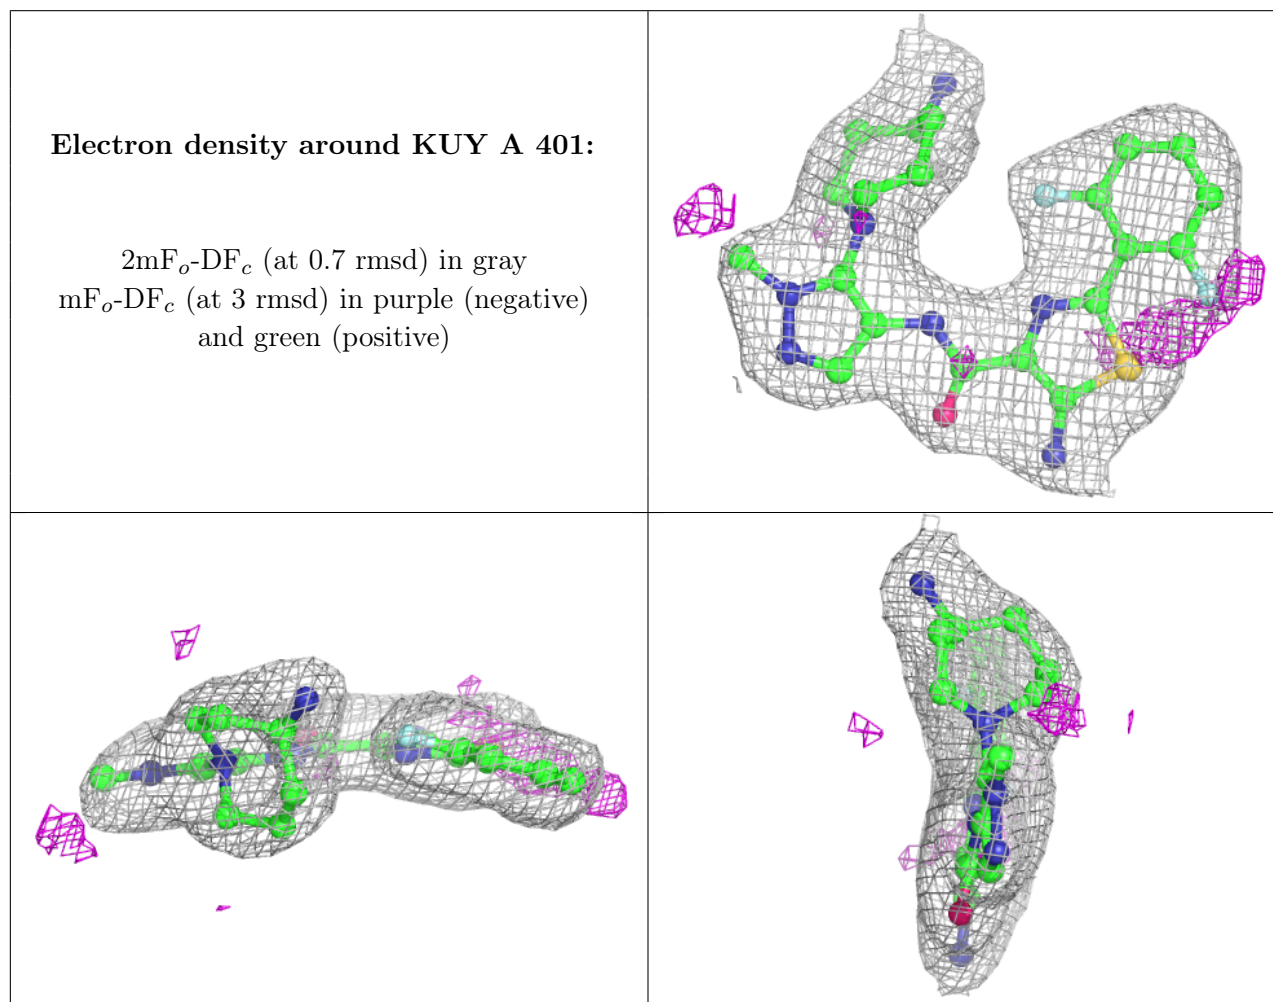 Electron density around KUY A 401:
2mFo-DFc (at 0.7 rmsd) in gray
mFo-DFc (at 3 rmsd) in purple (negative)
and green (positive)